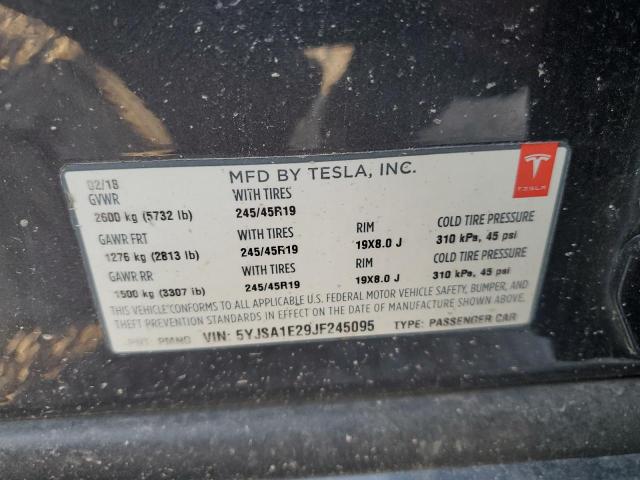 02/18 MFD BY TESLA, INC.
GVWR WITH TIRES
2600 kg (5732 lb) 245/45R19
GAWR FRT WITH TIRES RIM COLD TIRE PRESSURE
1276 kg (2813 lb) 245/45R19 19X8.0 J 310 kPs, 45 psi
GAWR RR WITH TIRES RIM COLD TIRE PRESSURE
1500 kg (3307 lb) 245/45R19 19X8.0 J 310 kPs, 45 psi
THIS VEHICLE CONFORMS TO ALL APPLICABLE U.S. FEDERAL MOTOR VEHICLE SAFETY, BUMPER, AND
THEFT PREVENTION STANDARDS IN EFFECT ON THE DATE OF MANUFACTURE SHOWN ABOVE.
PNT: PMNG VIN: 5YJSA1E29JF245095 TYPE: PASSENGER CAR
TESLA